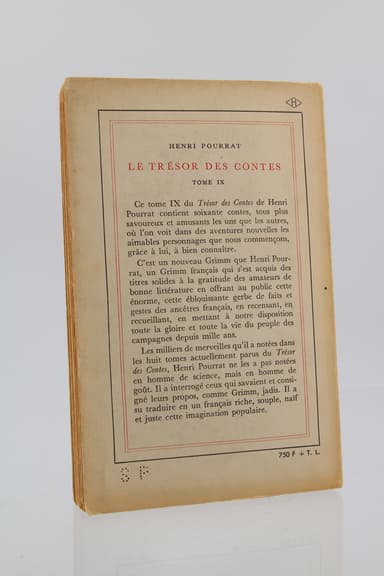 H
HENRI POURRAT
LE TRÉSOR DES CONTES
TOME IX
Ce tome IX du Trésor des Contes de Henri
Pourrat contient soixante contes, tous plus
savoureux et amusants les uns que les autres,
où l'on voit dans des aventures nouvelles les
aimables personnages que nous commençons,
grâce à lui, à bien connaître.
C'est un nouveau Grimm que Henri Pour-
rat, un Grimm français qui s'est acquis des
titres solides à la gratitude des amateurs de
bonne littérature en offrant au public cette
énorme, cette éblouissante gerbe de faits et
gestes des ancêtres français, en recensant, en
recueillant, en mettant à notre disposition
toute la gloire et toute la vie du peuple des
campagnes depuis mille ans.
Les milliers de merveilles qu'il a notées dans
les huit tomes actuellement parus du Trésor
des Contes, Henri Pourrat ne les a pas notées
en homme de science, mais en homme de
goût. Il a interrogé ceux qui savaient et consi-
gné leurs propos, comme Grimm, jadis. Il a
su traduire en un français riche, souple, naïf
et juste cette imagination populaire.
750 F + T. L.
S P